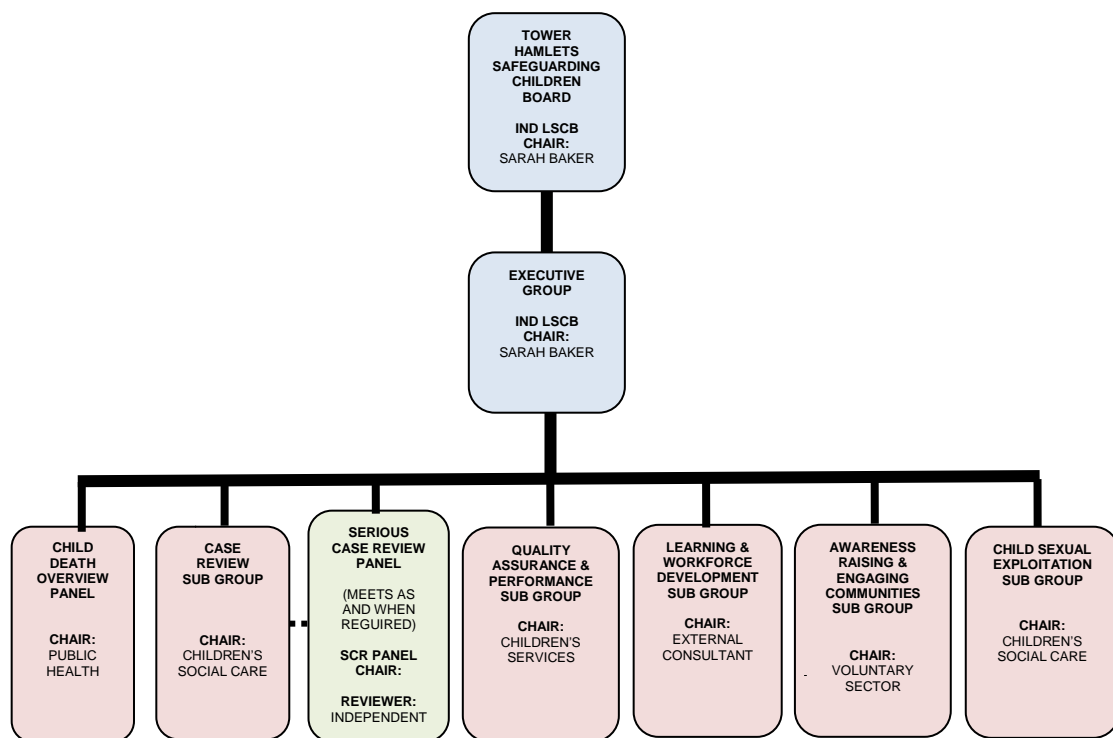 TOWER
HAMLETS
SAFEGUARDING
CHILDREN
BOARD
IND LSCB
CHAIR:
SARAH BAKER
EXECUTIVE
GROUP
IND LSCB
CHAIR:
SARAH BAKER
CHILD
DEATH
OVERVIEW
PANEL
CHAIR:
PUBLIC
HEALTH
CASE
REVIEW
SUB GROUP
CHAIR:
CHILDREN'S
SOCIAL CARE
SERIOUS
CASE REVIEW
PANEL
(MEETS AS
AND WHEN
REGUIRED)
SCR PANEL
CHAIR:
REVIEWER:
INDEPENDENT
QUALITY
ASSURANCE &
PERFORMANCE
SUB GROUP
CHAIR:
CHILDREN'S
SERVICES
LEARNING &
WORKFORCE
DEVELOPMENT
SUB GROUP
CHAIR:
EXTERNAL
CONSULTANT
AWARENESS
RAISING &
ENGAGING
COMMUNITIES
SUB GROUP
CHAIR:
VOLUNTARY
SECTOR
CHILD SEXUAL
EXPLOITATION
SUB GROUP
CHAIR:
CHILDREN'S
SOCIAL CARE